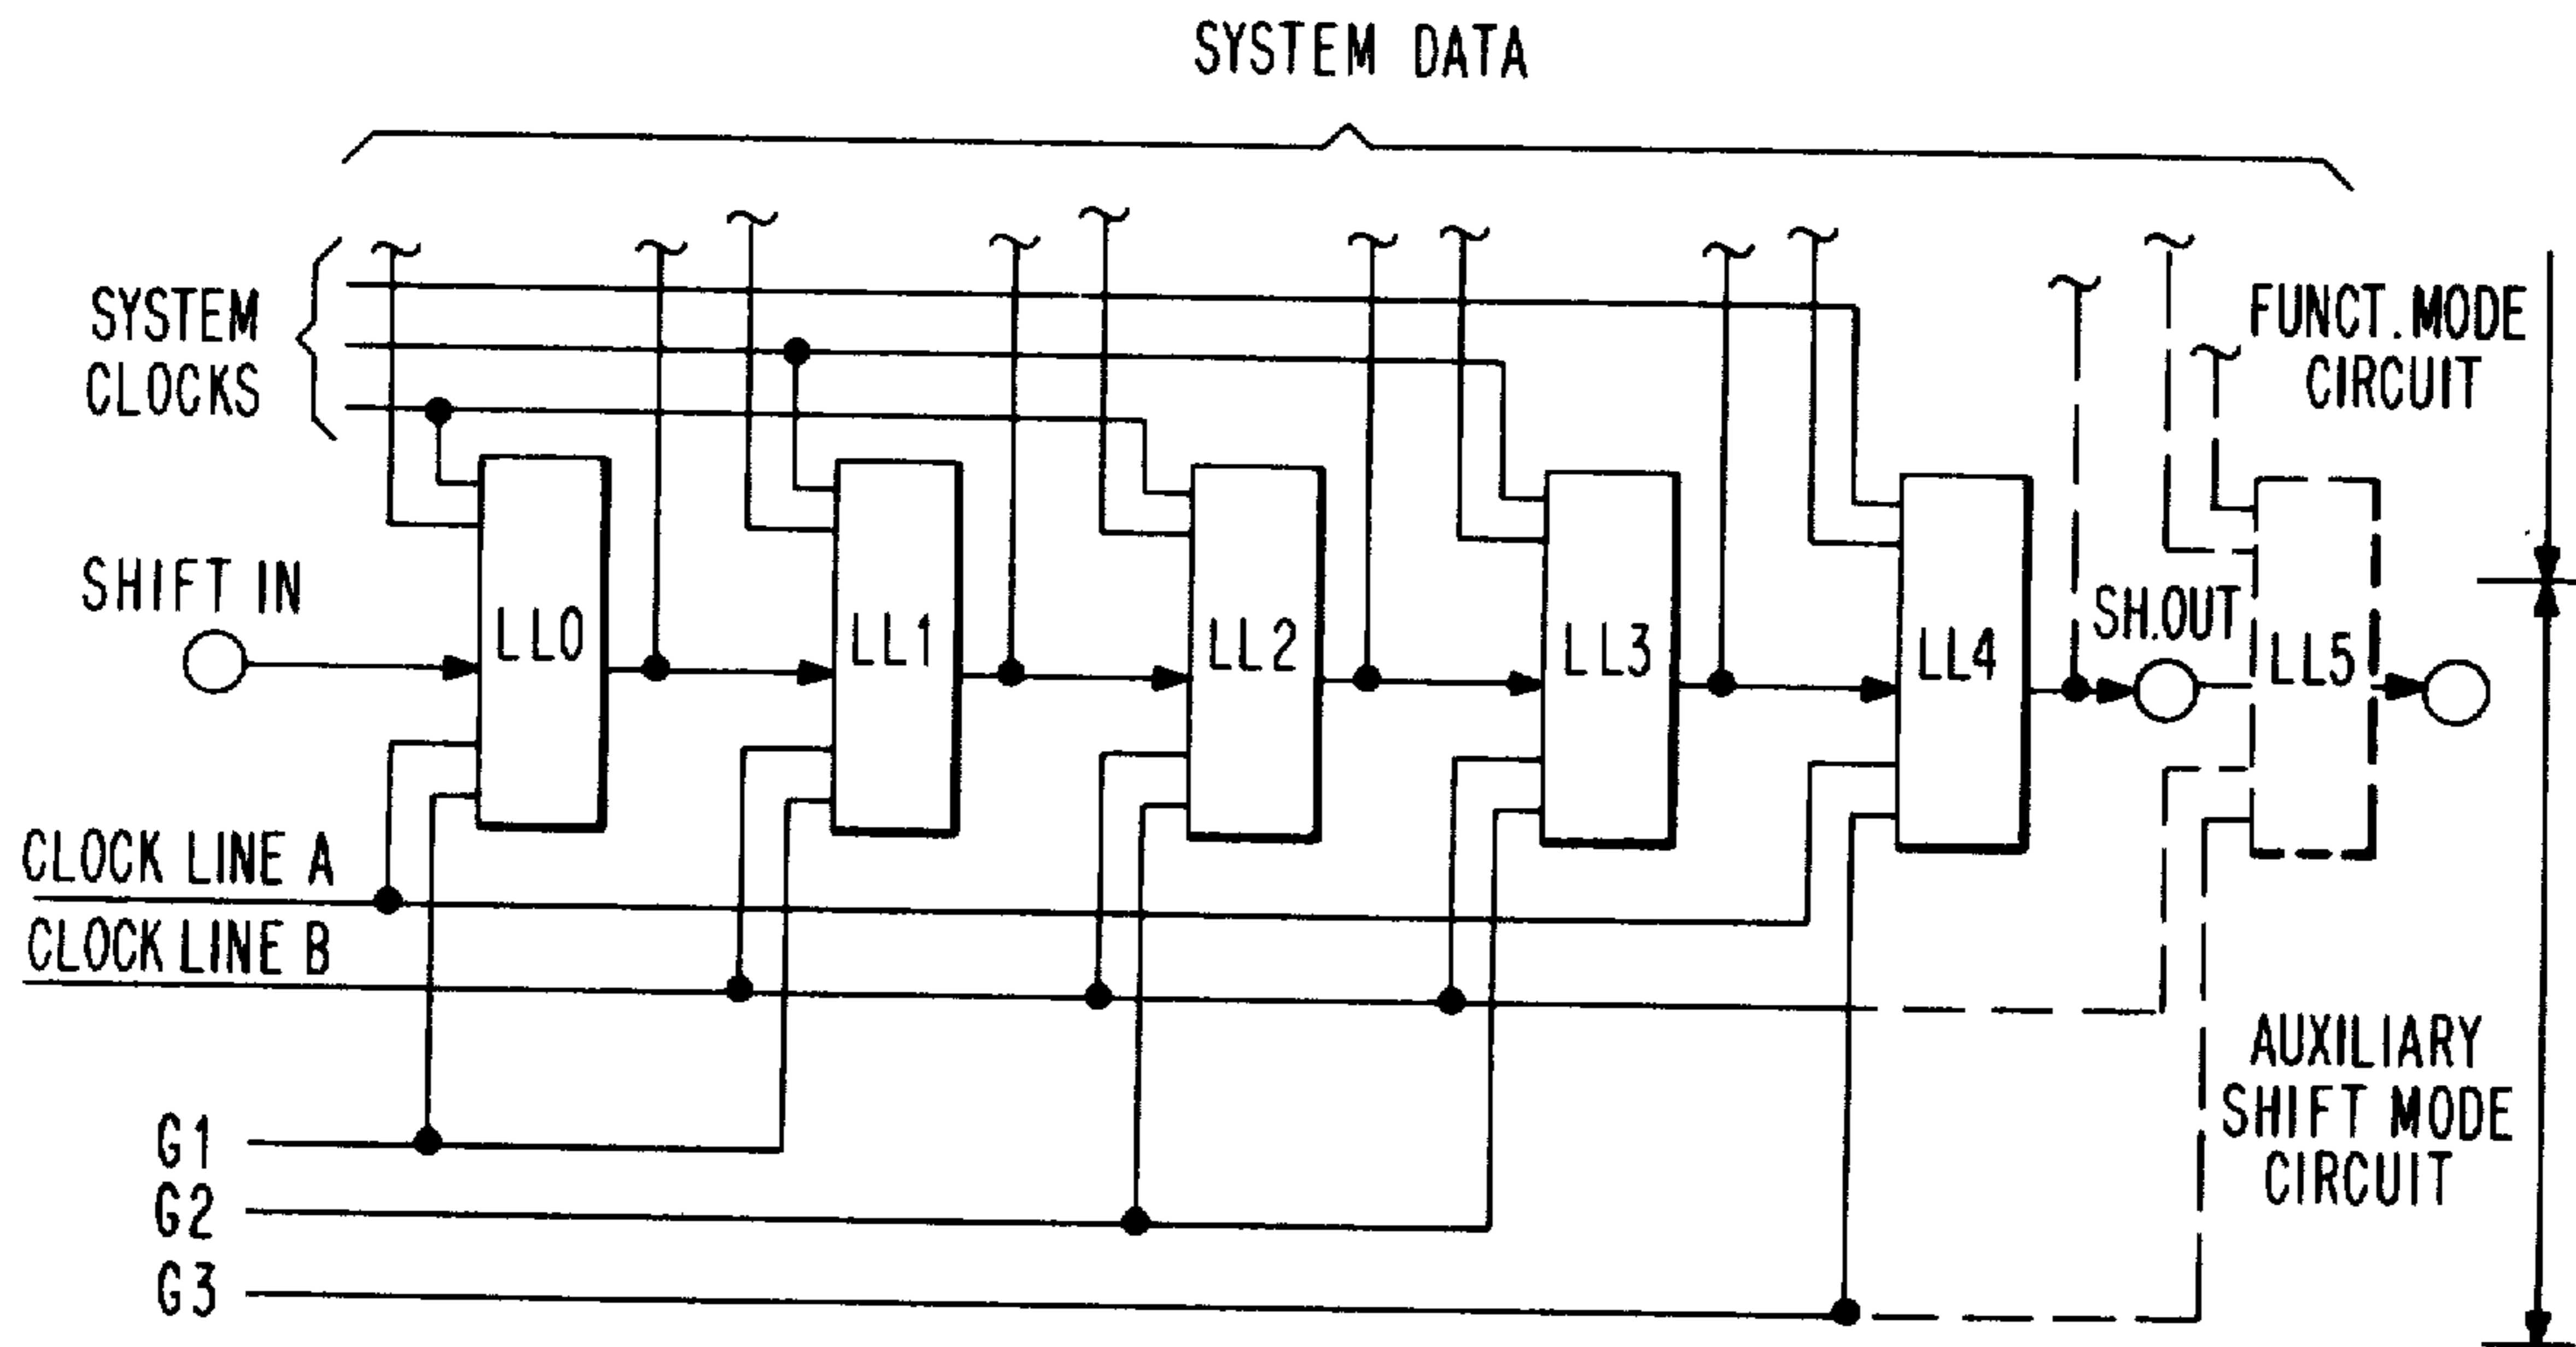 SYSTEM DATA
SYSTEM
CLOCKS
FUNCT. MODE
CIRCUIT
SHIFT IN
LL0
LL1
LL2
LL3
LL4
SH.OUT
LL5
CLOCK LINE A
CLOCK LINE B
AUXILIARY
SHIFT MODE
CIRCUIT
G1
G2
G3